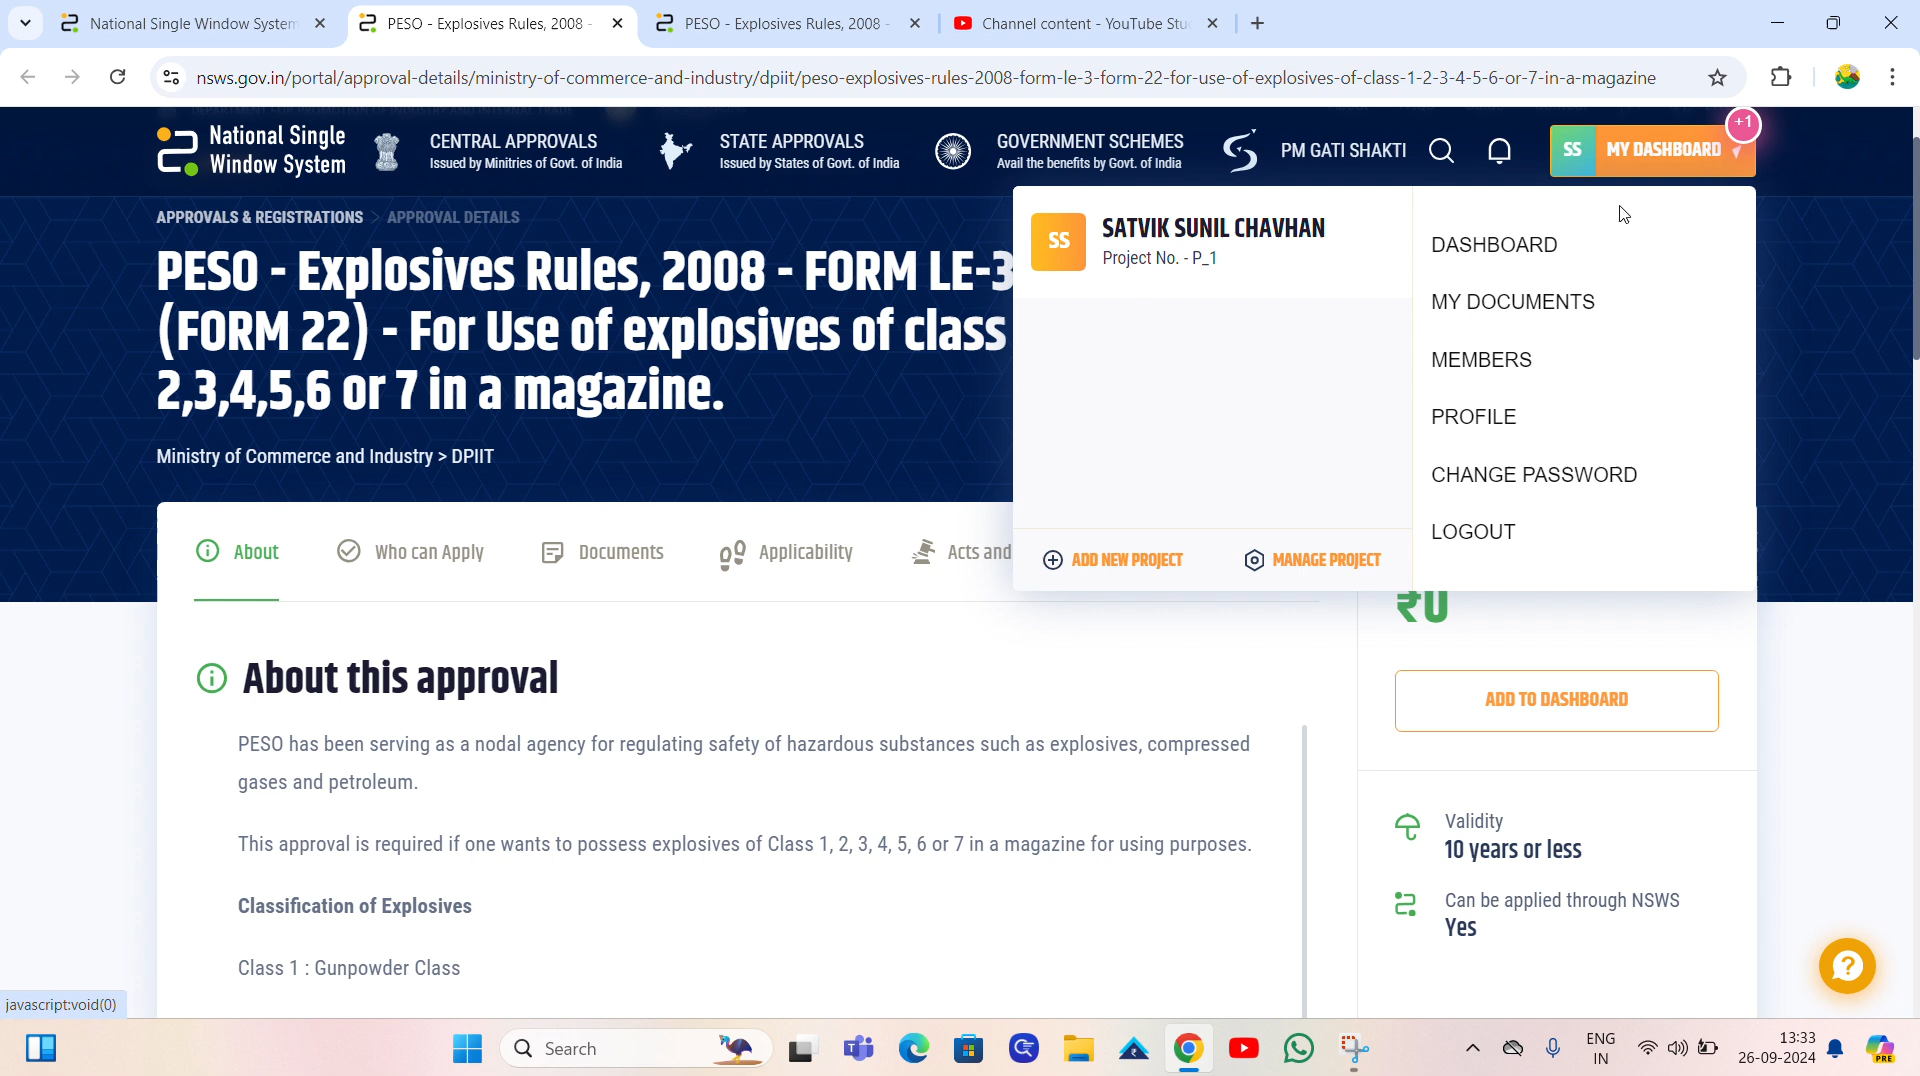 National Single Window System
PESO - Explosives Rules, 2008 -
PESO - Explosives Rules, 2008 -
Channel content - YouTube Stu
nsws.gov.in/portal/approval-details/ministry-of-commerce-and-industry/dpiit/peso-explosives-rules-2008-form-le-3-form-22-for-use-of-explosives-of-class-1-2-3-4-5-6-or-7-in-a-magazine
National Single
Window System
CENTRAL APPROVALS
Issued by Minitries of Govt. of India
STATE APPROVALS
Issued by States of Govt. of India
GOVERNMENT SCHEMES
Avail the benefits by Govt. of India
PM GATI SHAKTI
SS
MY DASHBOARD
+1
APPROVALS & REGISTRATIONS > APPROVAL DETAILS
PESO - Explosives Rules, 2008 - FORM LE-3
(FORM 22) - For Use of explosives of class
2,3,4,5,6 or 7 in a magazine.
Ministry of Commerce and Industry > DPIIT
SS
SATVIK SUNIL CHAVHAN
Project No. - P_1
ADD NEW PROJECT
MANAGE PROJECT
DASHBOARD
MY DOCUMENTS
MEMBERS
PROFILE
CHANGE PASSWORD
LOGOUT
About
Who can Apply
Documents
Applicability
Acts and
₹0
ADD TO DASHBOARD
About this approval
PESO has been serving as a nodal agency for regulating safety of hazardous substances such as explosives, compressed
gases and petroleum.
This approval is required if one wants to possess explosives of Class 1, 2, 3, 4, 5, 6 or 7 in a magazine for using purposes.
Classification of Explosives
Class 1 : Gunpowder Class
Validity
10 years or less
Can be applied through NSWS
Yes
javascript:void(0)
Search
ENG
IN
13:33
26-09-2024
PRE